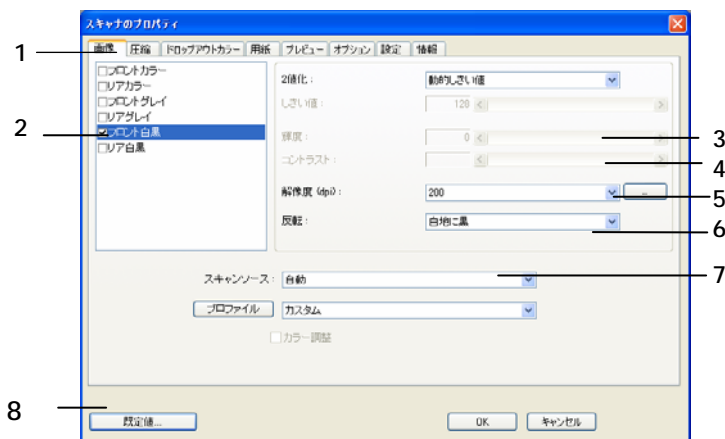 スキャナのプロパティ
画像 圧縮 ドロップアウトカラー 用紙 プレビュー オプション 設定 情報
1
フロントカラー
リアカラー
フロントグレイ
リアグレイ
フロント白黒
リア白黒
2
2値化:
動的しきい値
しきい値:
120
輝度:
0
3
コントラスト:
4
解像度 (dpi):
200
..
5
反転:
白地に黒
6
スキャンソース:
自動
7
プロファイル
カスタム
カラー調整
8
既定値...
OK
キャンセル